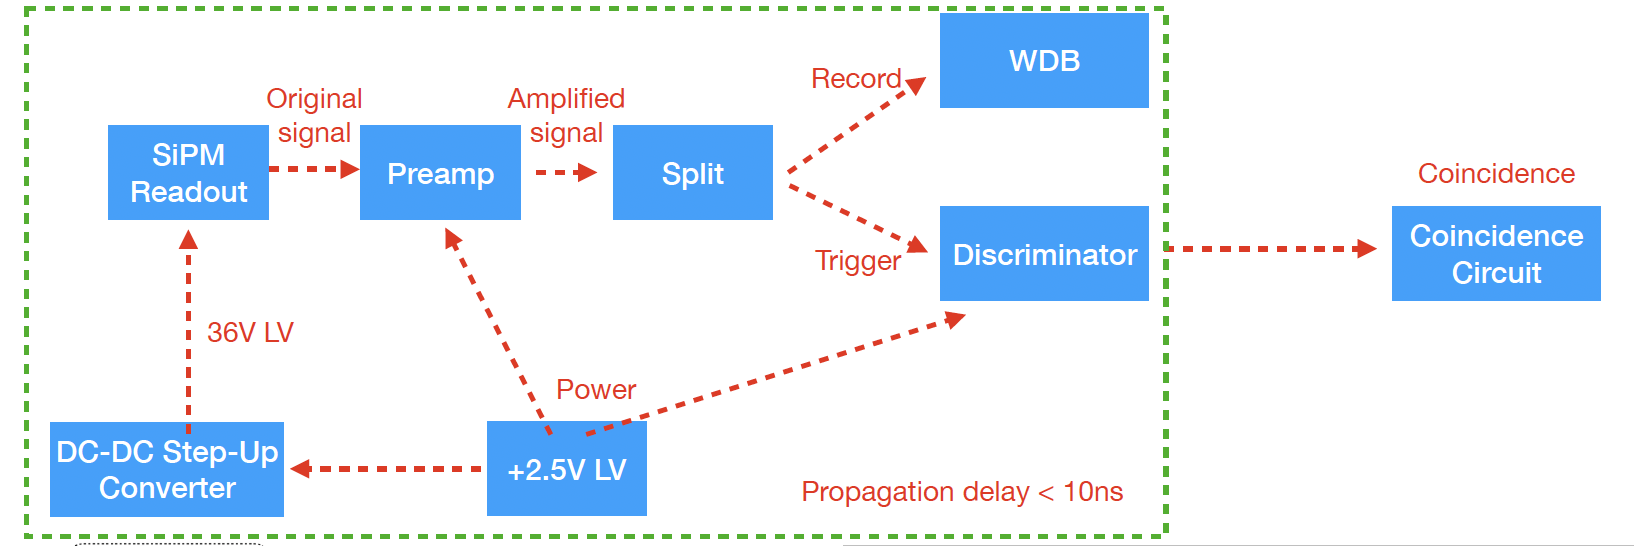 WDB
Record
Original
signal
Amplified
signal
SiPM
Readout
Preamp
Split
Trigger
Discriminator
Coincidence
Coincidence
Circuit
36V LV
Power
DC-DC Step-Up
Converter
+2.5V LV
Propagation delay < 10ns